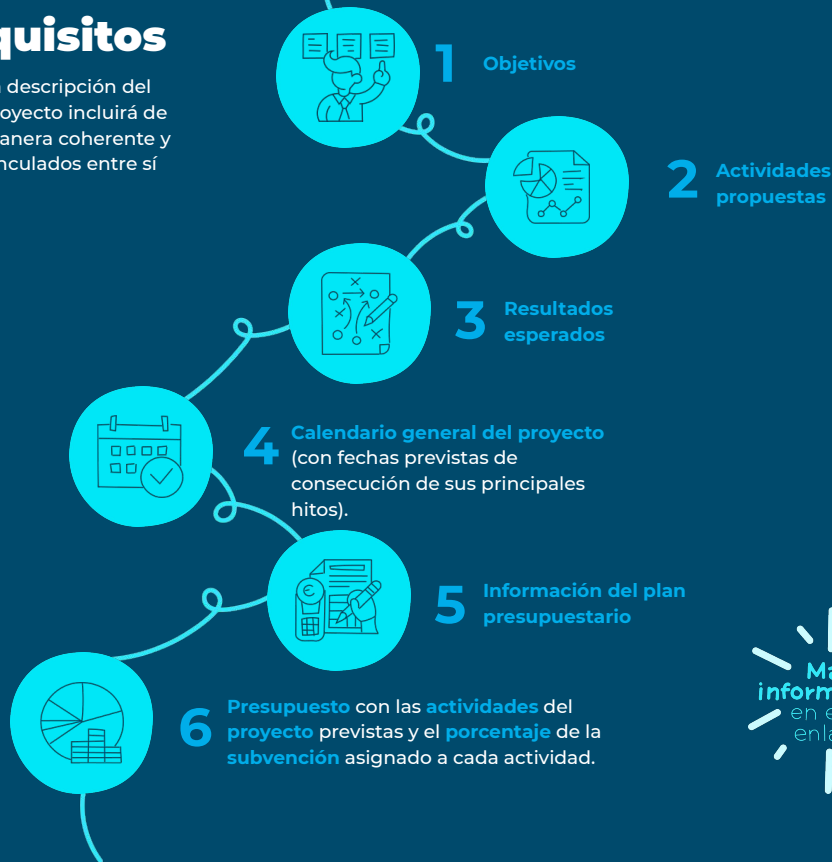 quisitos
descripción del
oyecto incluirá de
anera coherente y
nculados entre sí
1 Objetivos
2 Actividades
propuestas
3 Resultados
esperados
4 Calendario general del proyecto
(con fechas previstas de
consecución de sus principales
hitos).
5 Información del plan
presupuestario
6 Presupuesto con las actividades del
proyecto previstas y el porcentaje de la
subvención asignado a cada actividad.
Má
inform
en e
enla